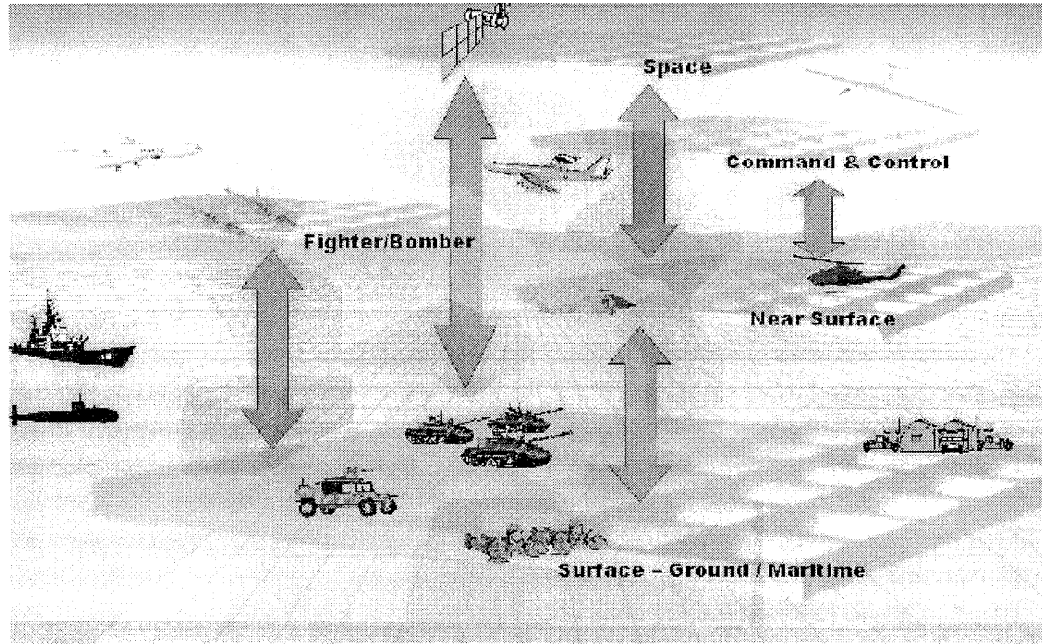 Space
Command & Control
Fighter/Bomber
Near Surface
Surface – Ground / Maritime